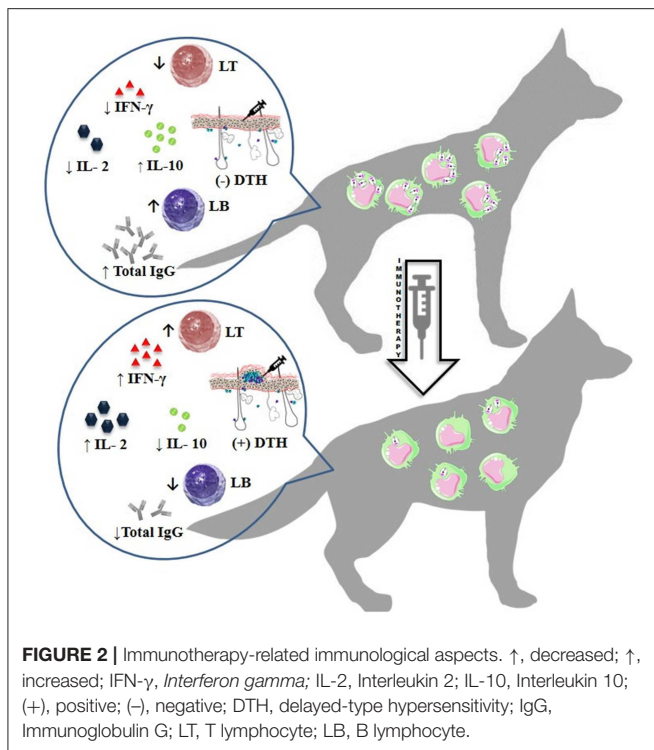 ↓ LT
↓ IFN-γ
↓ IL- 2
↑ IL-10
(-) DTH
↑ LB
↑ Total IgG
IMMUNOTHERAPY
↑ LT
↑ IFN-γ
↑ IL- 2
↓ IL- 10
(+) DTH
↓ LB
↓Total IgG
FIGURE 2 | Immunotherapy-related immunological aspects. ↑, decreased; ↑,
increased; IFN-γ, Interferon gamma; IL-2, Interleukin 2; IL-10, Interleukin 10;
(+), positive; (–), negative; DTH, delayed-type hypersensitivity; IgG,
Immunoglobulin G; LT, T lymphocyte; LB, B lymphocyte.